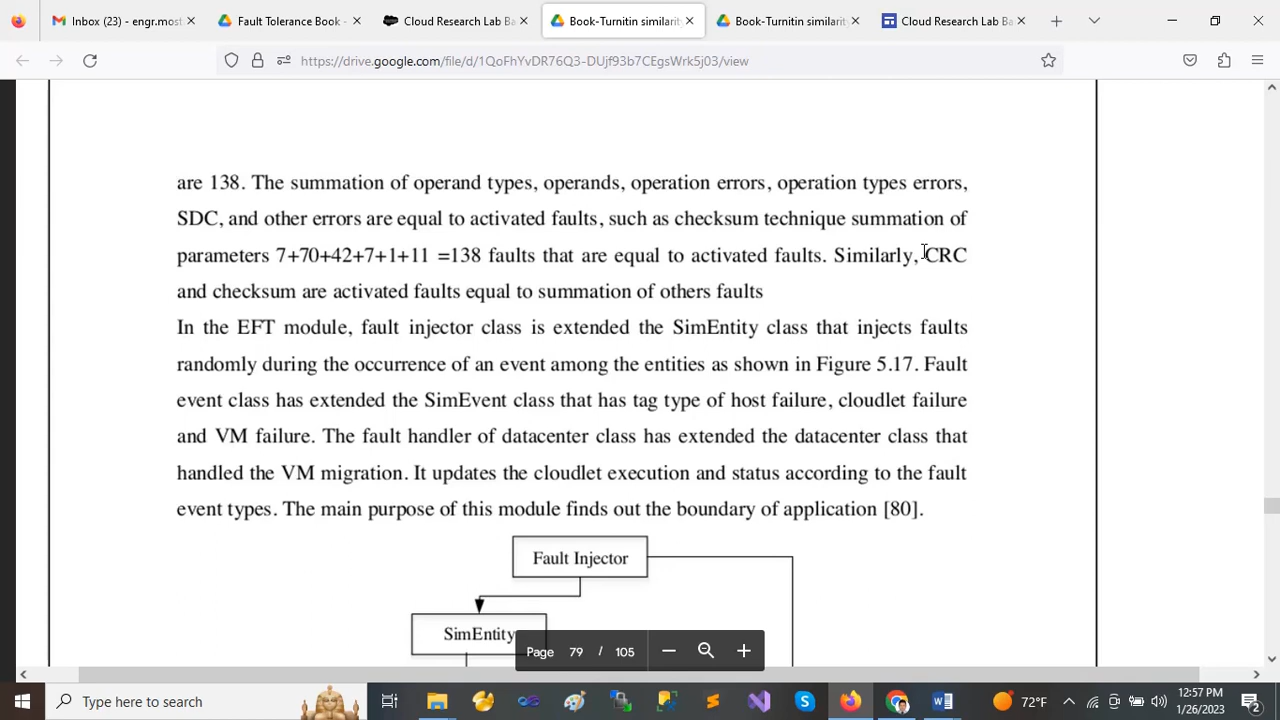 Inbox (23) - engr.most
Fault Tolerance Book -
Cloud Research Lab Ba
Book-Turnitin similarit
Book-Turnitin similarity
Cloud Research Lab Ba
https://drive.google.com/file/d/1QoFhYvDR76Q3-DUjf93b7CEgsWrk5j03/view
are 138. The summation of operand types, operands, operation errors, operation types errors,
SDC, and other errors are equal to activated faults, such as checksum technique summation of
parameters 7+70+42+7+1+11 =138 faults that are equal to activated faults. Similarly, CRC
and checksum are activated faults equal to summation of others faults
In the EFT module, fault injector class is extended the SimEntity class that injects faults
randomly during the occurrence of an event among the entities as shown in Figure 5.17. Fault
event class has extended the SimEvent class that has tag type of host failure, cloudlet failure
and VM failure. The fault handler of datacenter class has extended the datacenter class that
handled the VM migration. It updates the cloudlet execution and status according to the fault
event types. The main purpose of this module finds out the boundary of application [80].
Fault Injector
SimEntity
Page 79 / 105
Type here to search
72°F
12:57 PM
1/26/2023
2